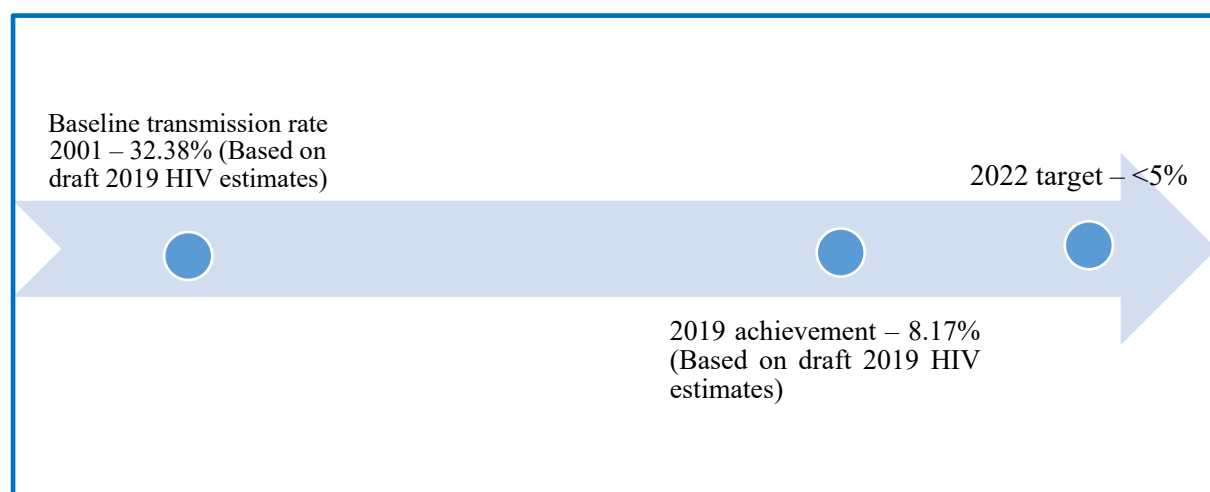 Baseline transmission rate
2001 – 32.38% (Based on
draft 2019 HIV estimates)
2022 target – <5%
2019 achievement – 8.17%
(Based on draft 2019 HIV
estimates)